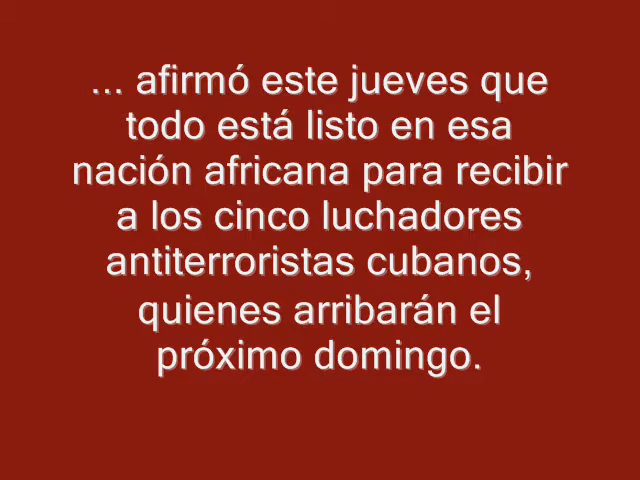 ... afirmó este jueves que
todo está listo en esa
nación africana para recibir
a los cinco luchadores
antiterroristas cubanos,
quienes arribarán el
próximo domingo.